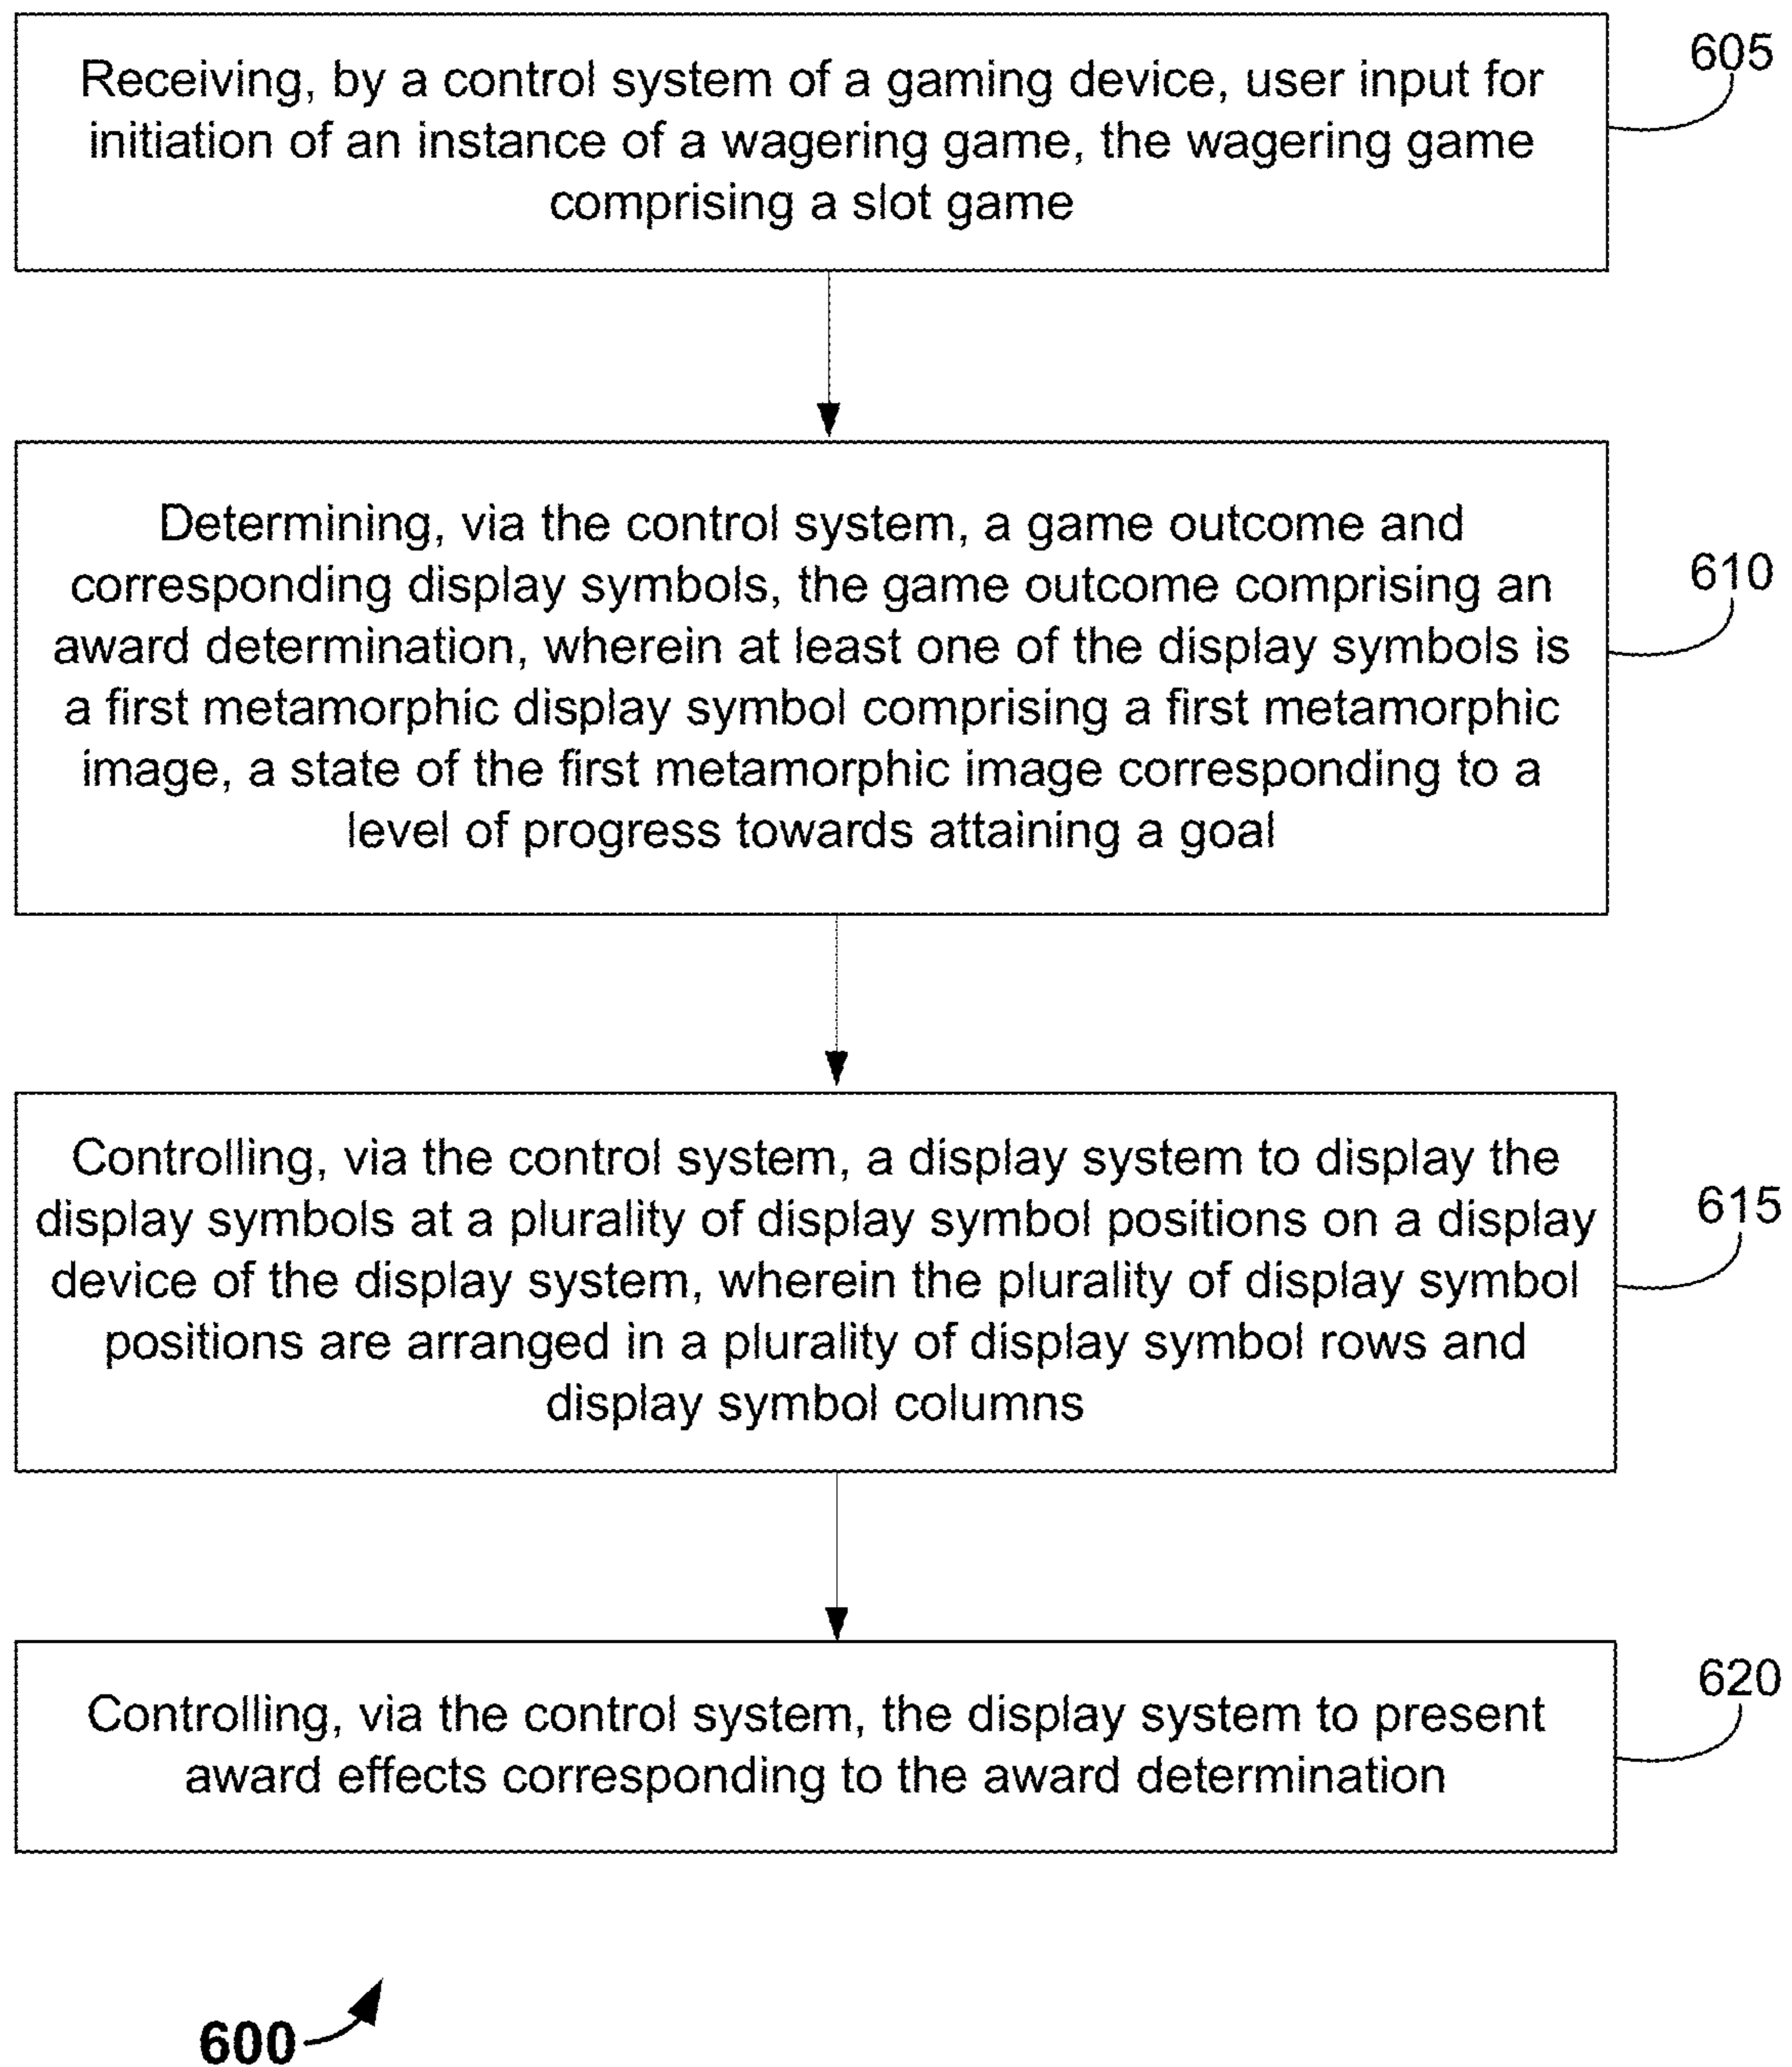 Receiving, by a control system of a gaming device, user input for
initiation of an instance of a wagering game, the wagering game
comprising a slot game
605
Determining, via the control system, a game outcome and
corresponding display symbols, the game outcome comprising an
award determination, wherein at least one of the display symbols is
a first metamorphic display symbol comprising a first metamorphic
image, a state of the first metamorphic image corresponding to a
level of progress towards attaining a goal
610
Controlling, via the control system, a display system to display the
display symbols at a plurality of display symbol positions on a display
device of the display system, wherein the plurality of display symbol
positions are arranged in a plurality of display symbol rows and
display symbol columns
615
Controlling, via the control system, the display system to present
award effects corresponding to the award determination
620
600